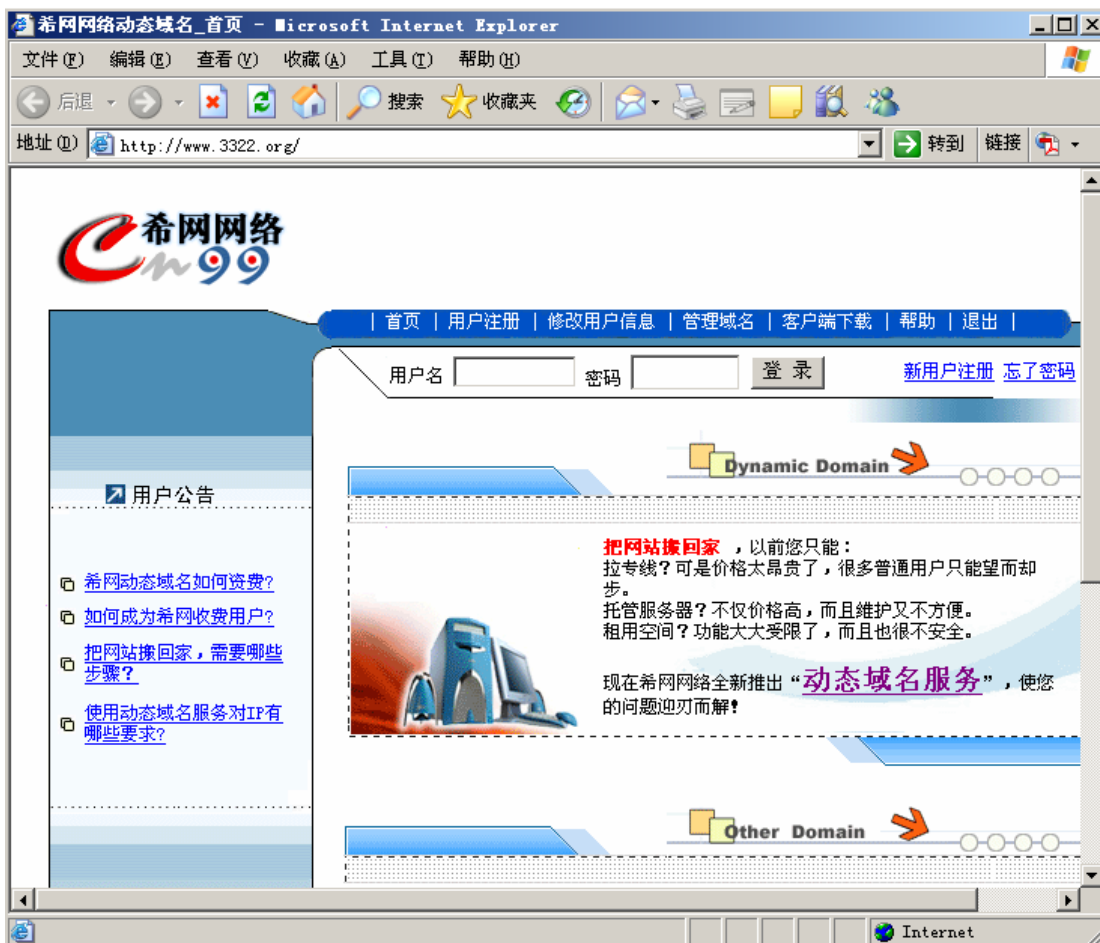 希网网络动态域名_首页 - Microsoft Internet Explorer
文件(F) 编辑(E) 查看(V) 收藏(A) 工具(T) 帮助(H)
后退 搜索 收藏夹
地址(D) http://www.3322.org/ 转到 链接
希网网络
Cn99
| 首页 | 用户注册 | 修改用户信息 | 管理域名 | 客户端下载 | 帮助 | 退出 |
用户名 密码 登 录 新用户注册 忘了密码
Dynamic Domain
用户公告
希网动态域名如何资费?
如何成为希网收费用户?
把网站搬回家，需要哪些
步骤?
使用动态域名服务对IP有
哪些要求?
把网站搬回家 ，以前您只能：
拉专线？可是价格太昂贵了，很多普通用户只能望而却
步。
托管服务器？不仅价格高，而且维护又不方便。
租用空间？功能大大受限了，而且也很不安全。
现在希网网络全新推出“动态域名服务”，使您
的问题迎刃而解!
Other Domain
Internet